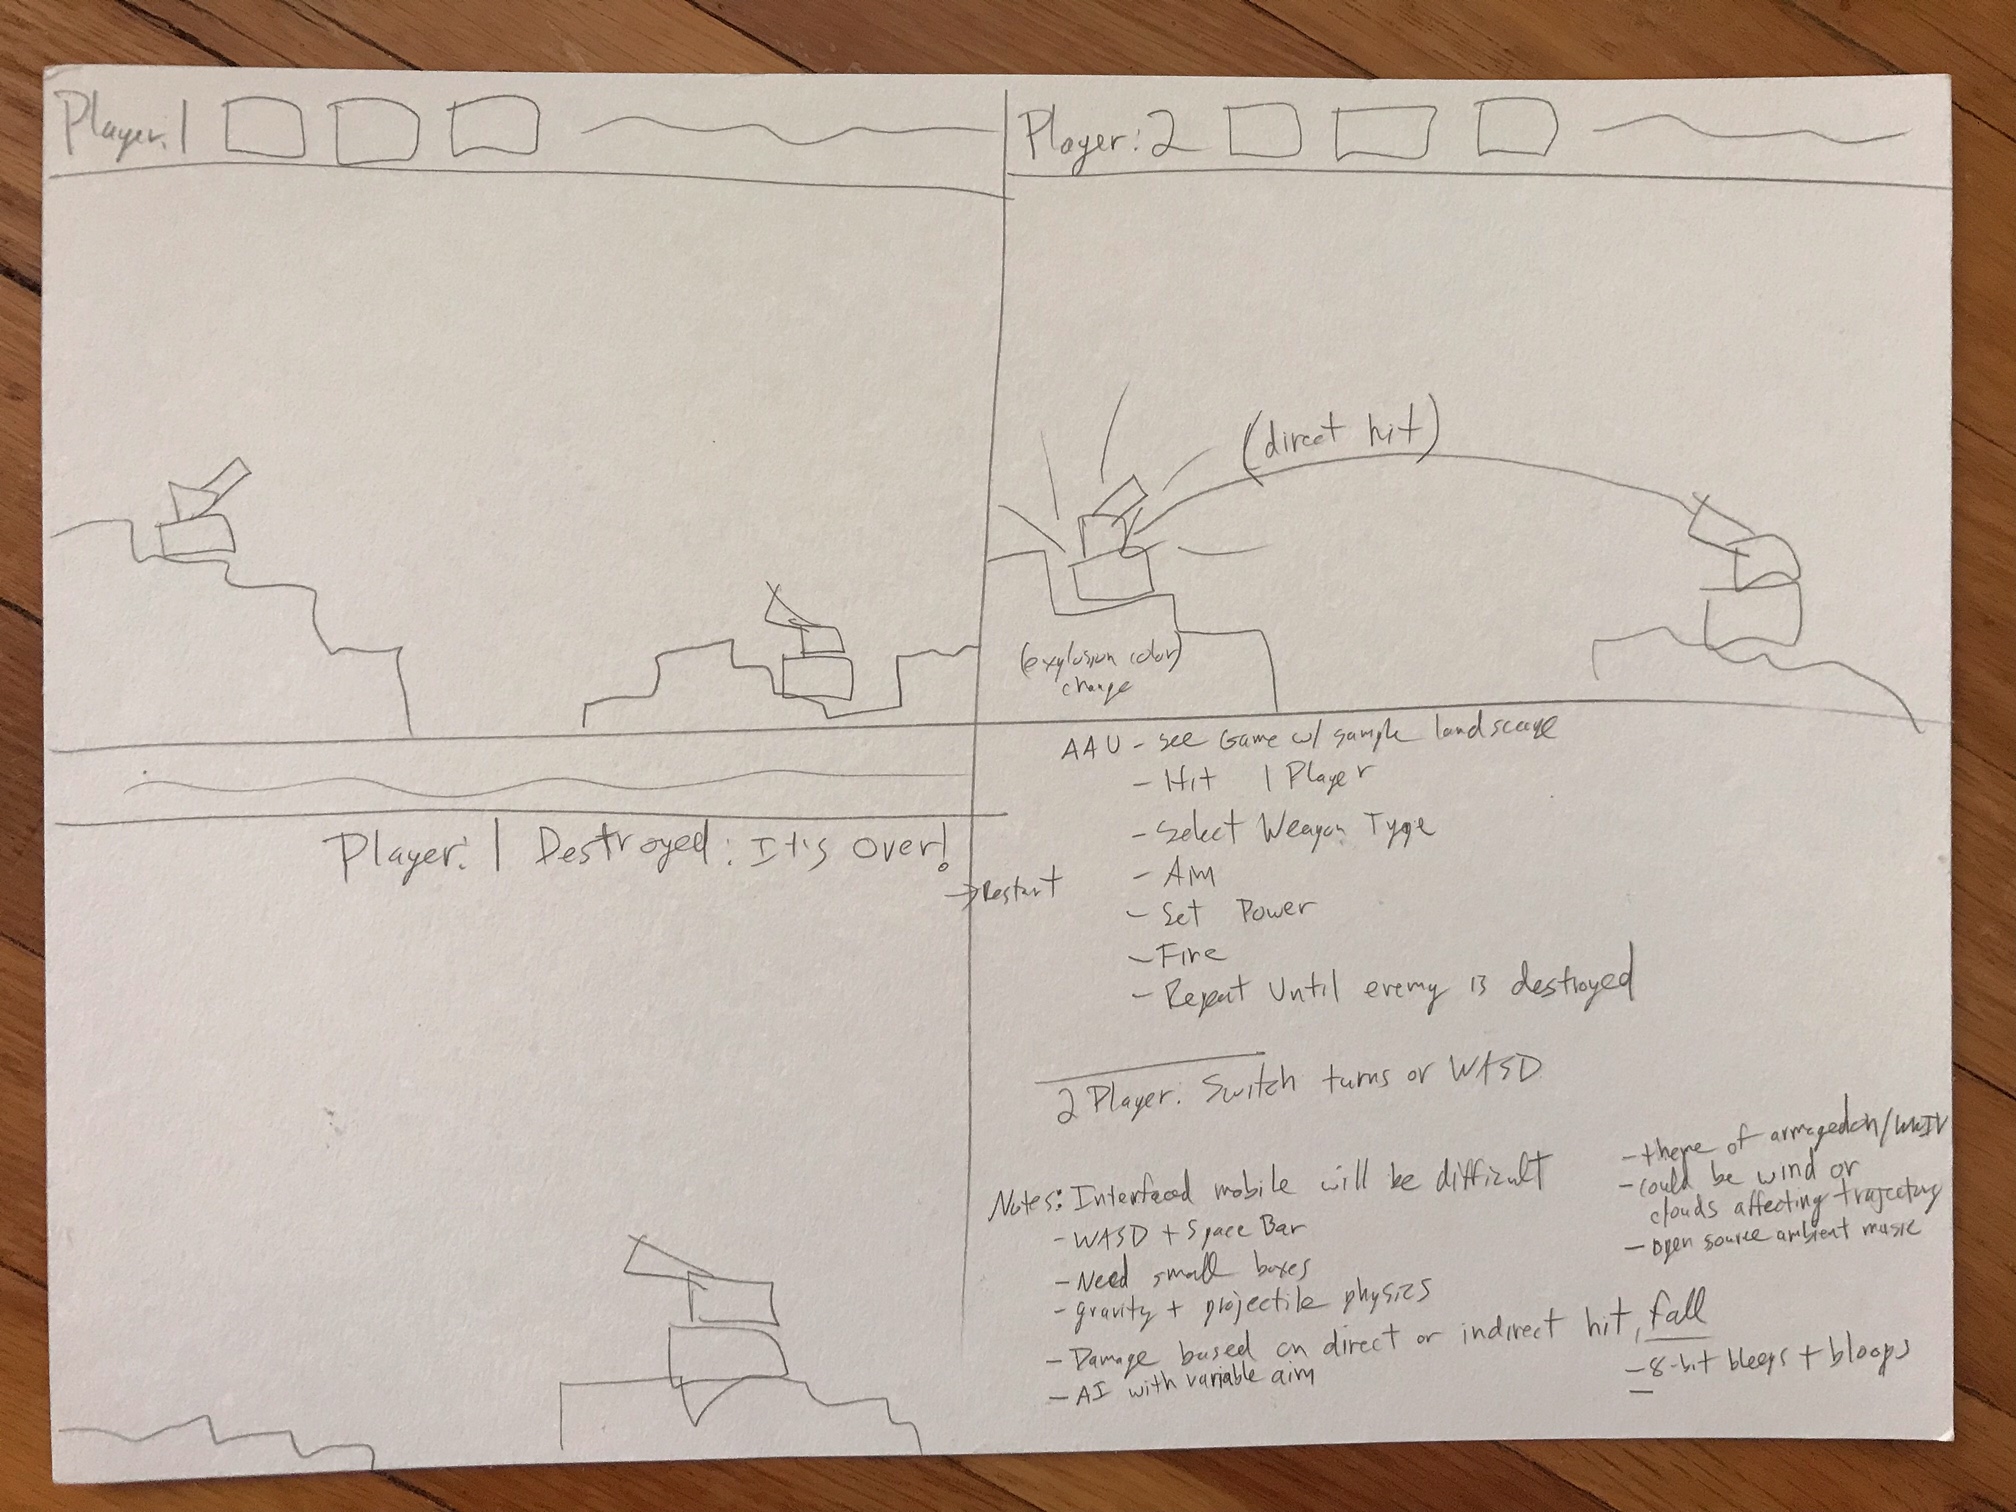 Player: 1
Player: 2
(direct hit)
(explosion color)
change
Player: 1 Destroyed: It's over!
→ Restart
AAU - see Game w/ sample landscape
- Hit 1 Player
- Select Weapon Type
- Aim
- Set Power
- Fire
- Repeat Until enemy is destroyed
2 Player: Switch turns or WASD
Notes: Interfaced mobile will be difficult
- WASD + Space Bar
- Need small boxes
- gravity + projectile physics
- Damage based on direct or indirect hit, fall
- AI with variable aim
- theme of armagedon/
- could be wind or
clouds affecting trajectory
- open source ambient music
- 8-bit bleeps + bloops
-